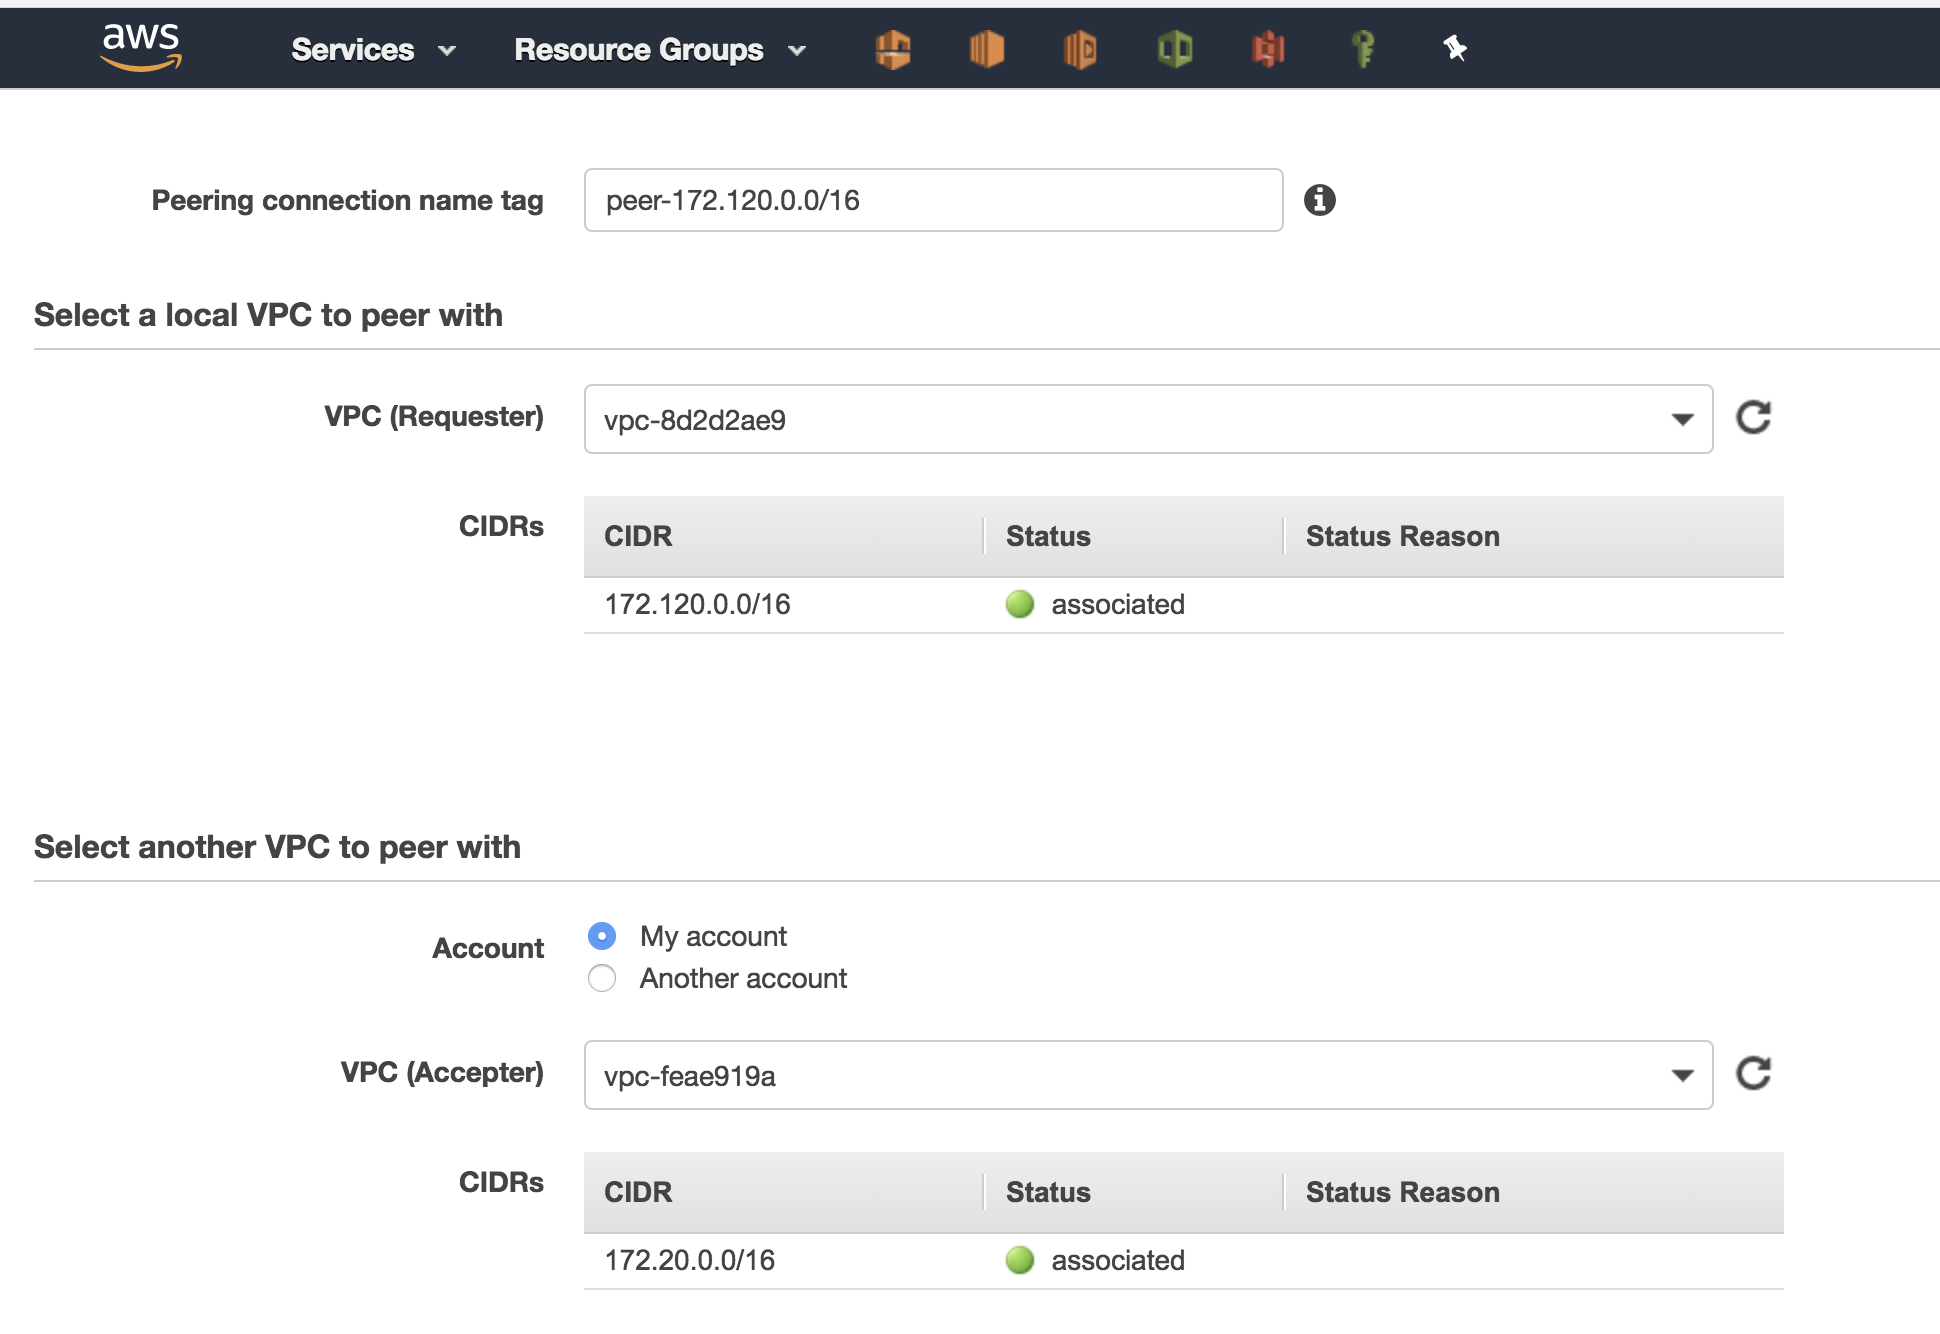 aws Services Resource Groups
Peering connection name tag peer-172.120.0.0/16
Select a local VPC to peer with
VPC (Requester) vpc-8d2d2ae9
CIDRs CIDR Status Status Reason
172.120.0.0/16 associated
Select another VPC to peer with
Account My account
Another account
VPC (Accepter) vpc-feae919a
CIDRs CIDR Status Status Reason
172.20.0.0/16 associated